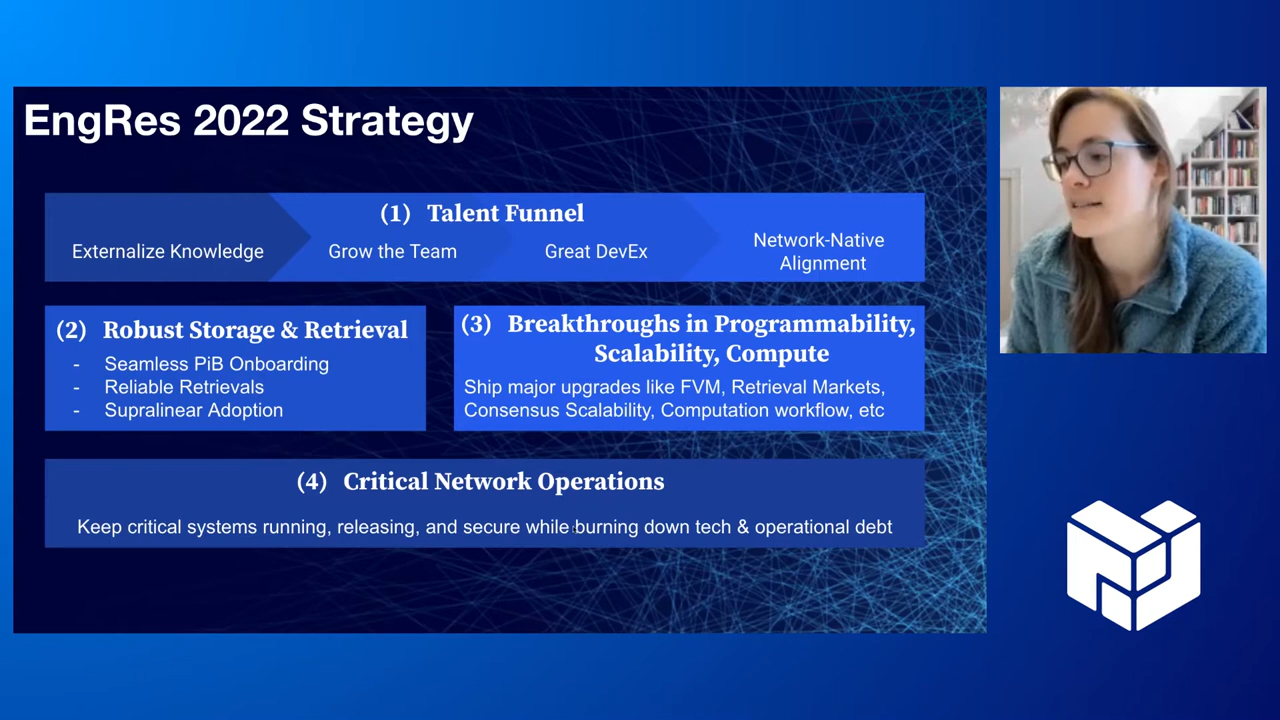 EngRes 2022 Strategy
(1) Talent Funnel
Externalize Knowledge
Grow the Team
Great DevEx
Network-Native
Alignment
(2) Robust Storage & Retrieval
- Seamless PiB Onboarding
- Reliable Retrievals
- Supralinear Adoption
(3) Breakthroughs in Programmability,
Scalability, Compute
Ship major upgrades like FVM, Retrieval Markets,
Consensus Scalability, Computation workflow, etc
(4) Critical Network Operations
Keep critical systems running, releasing, and secure while burning down tech & operational debt